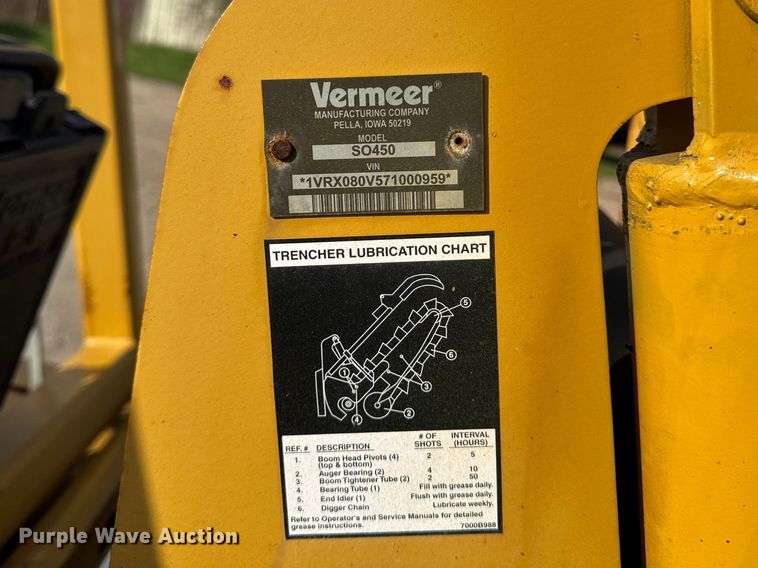 Vermeer®
MANUFACTURING COMPANY
PELLA, IOWA 50219
MODEL
SO450
VIN
*1VRX080V571000959*
TRENCHER LUBRICATION CHART
5
6
1
3
4
2
REF. # DESCRIPTION # OF SHOTS INTERVAL (HOURS)
1. Boom Head Pivots (4) 2 5
(top & bottom)
2. Auger Bearing (2) 4 10
3. Boom Tightener Tube (2) 2 50
4. Bearing Tube (1) Fill with grease daily.
5. End Idler (1) Flush with grease daily.
6. Digger Chain Lubricate weekly.
Refer to Operator's and Service Manuals for detailed
grease instructions. 7000B988
Purple Wave Auction